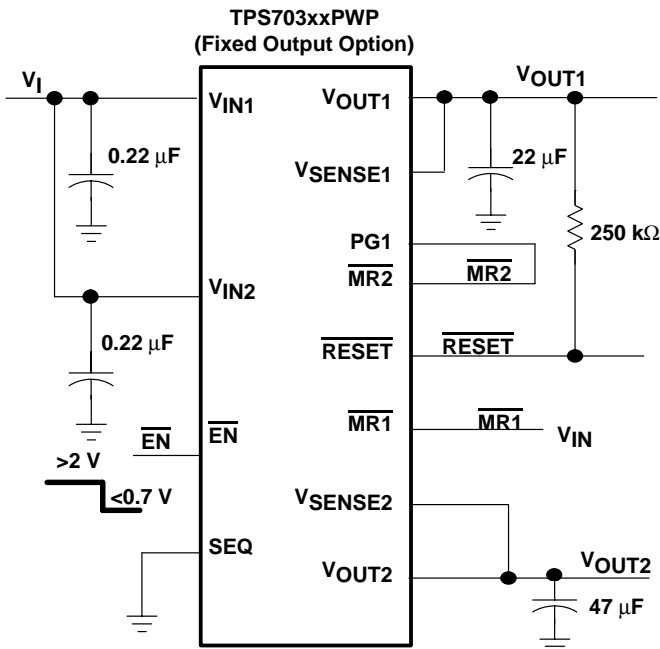 TPS703xxPWP
(Fixed Output Option)
VI
VIN1
VOUT1
VOUT1
0.22 μF
22 μF
VSENSE1
250 kΩ
PG1
MR2
MR2
VIN2
0.22 μF
RESET
RESET
EN
EN
MR1
MR1
VIN
>2 V
<0.7 V
VSENSE2
SEQ
VOUT2
VOUT2
47 μF